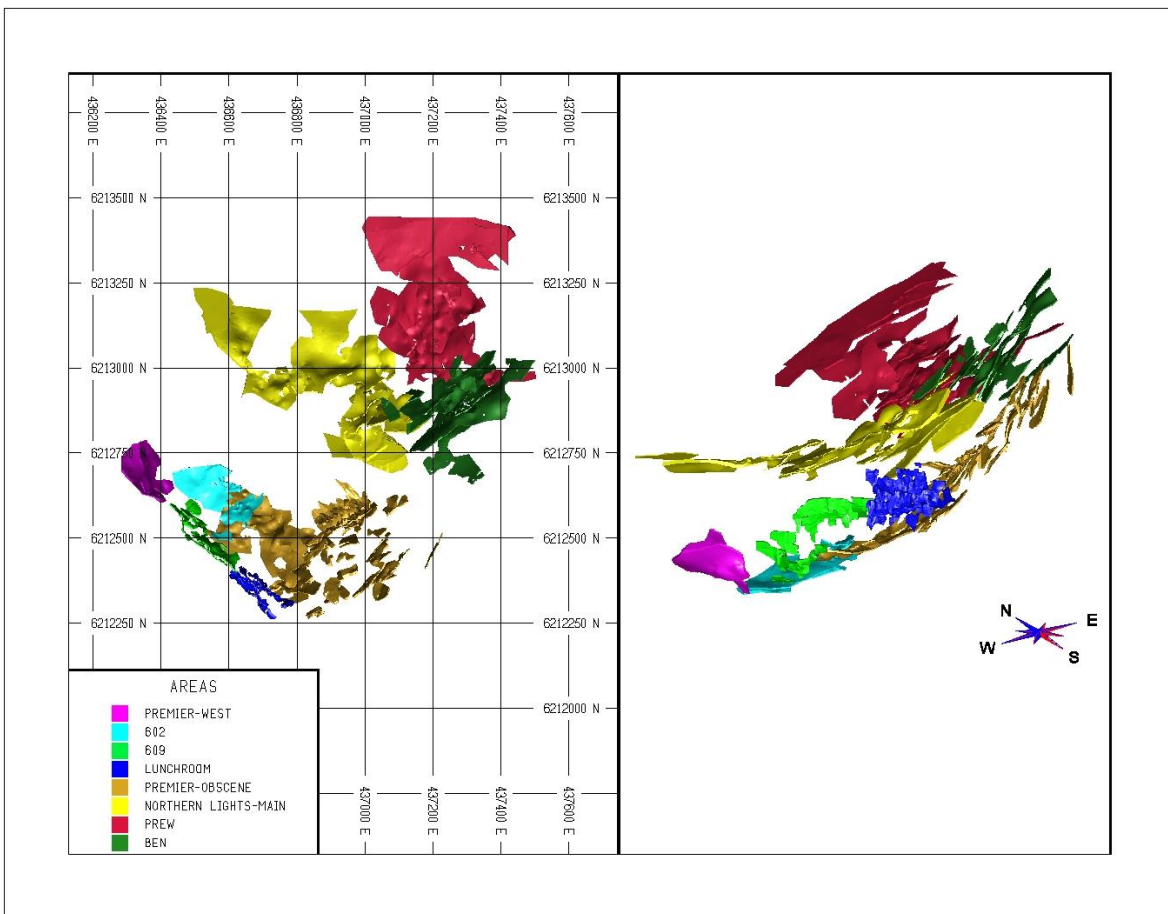 436200 E
436400 E
436600 E
436800 E
437000 E
437200 E
437400 E
437600 E
6213500 N
6213500 N
6213250 N
6213250 N
6213000 N
6213000 N
6212750 N
6212750 N
6212500 N
6212500 N
6212250 N
6212250 N
6212000 N
437000 E
437200 E
437400 E
437600 E
AREAS
PREMIER-WEST
602
609
LUNCHROOM
PREMIER-OBSCENE
NORTHERN LIGHTS-MAIN
PREW
BEN
N
E
W
S